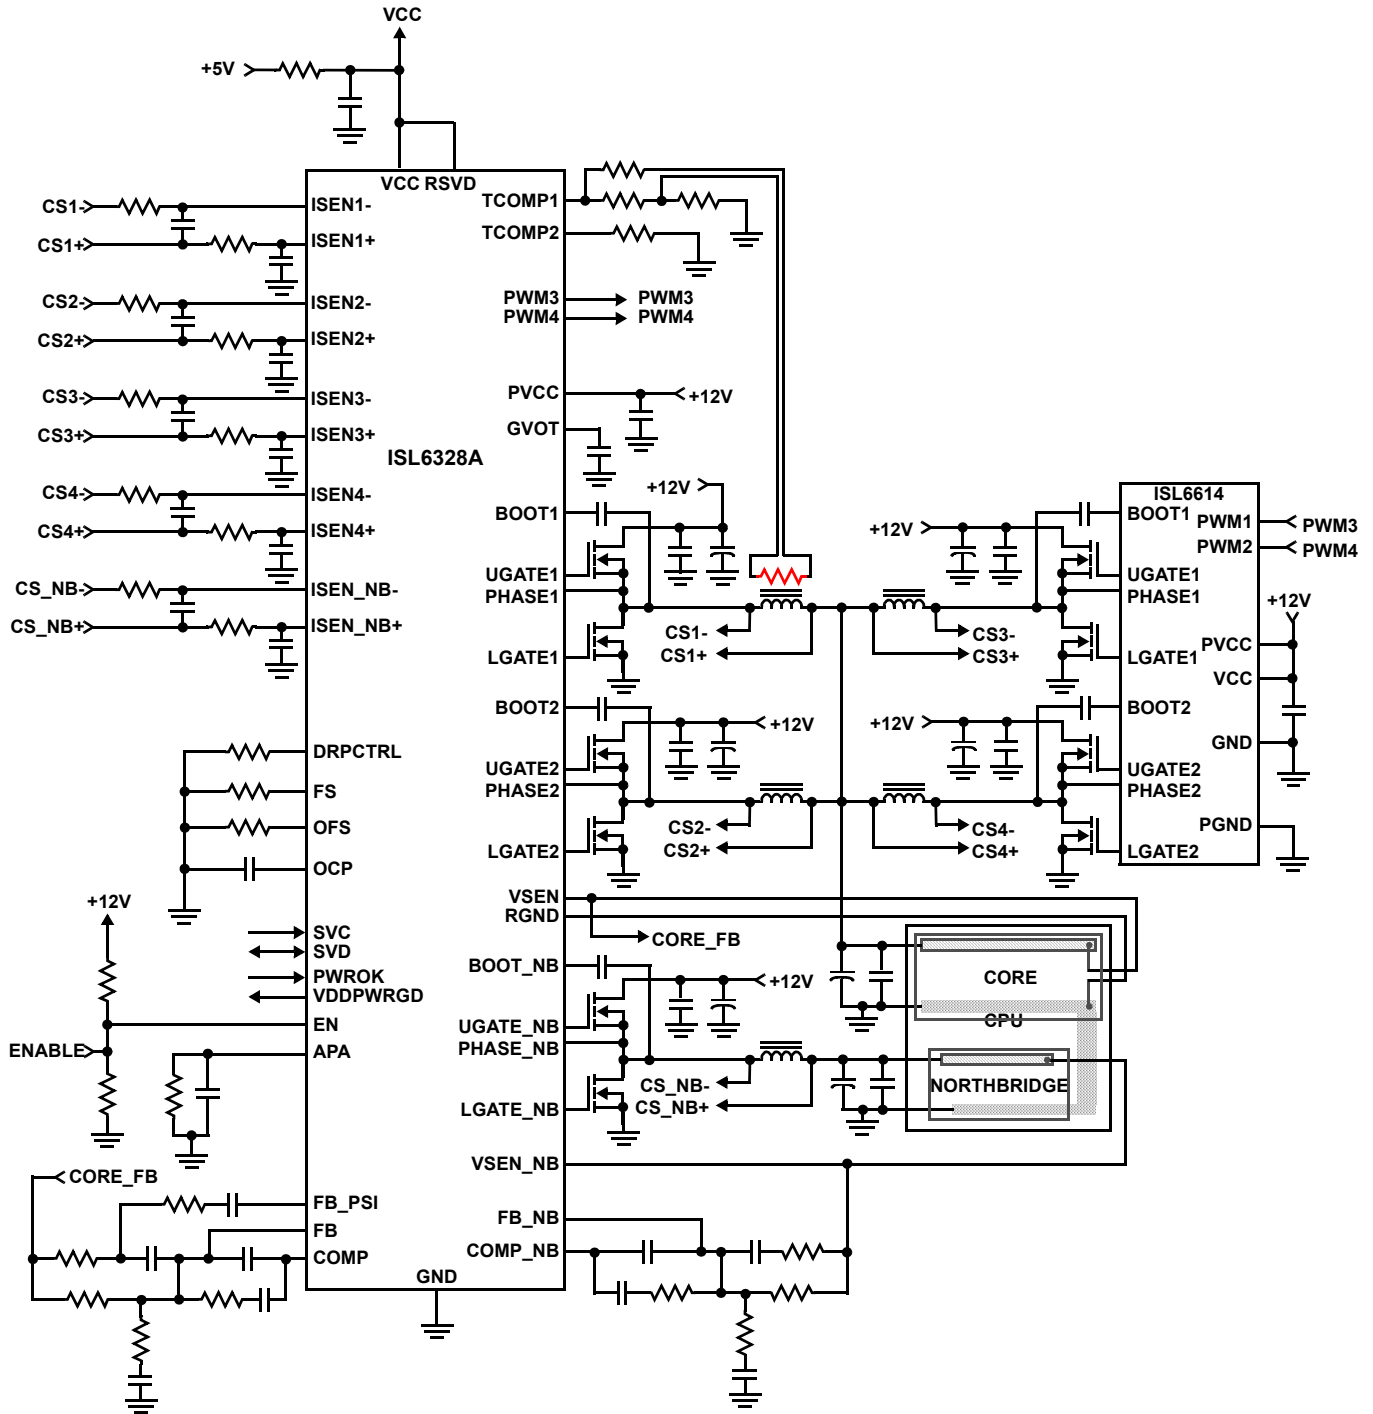 VCC
+5V
VCC RSVD
CS1-
ISEN1-
CS1+
ISEN1+
CS2-
ISEN2-
CS2+
ISEN2+
CS3-
ISEN3-
CS3+
ISEN3+
CS4-
ISEN4-
CS4+
ISEN4+
CS_NB-
ISEN_NB-
CS_NB+
ISEN_NB+
DRPCTRL
FS
OFS
OCP
+12V
SVC
SVD
PWROK
VDDPWRGD
EN
ENABLE
APA
CORE_FB
FB_PSI
FB
COMP
GND
ISL6328A
TCOMP1
TCOMP2
PWM3
PWM3
PWM4
PWM4
PVCC
+12V
GVOT
+12V
BOOT1
UGATE1
PHASE1
CS1-
CS1+
LGATE1
BOOT2
+12V
UGATE2
PHASE2
CS2-
CS2+
LGATE2
VSEN
RGND
CORE_FB
BOOT_NB
+12V
UGATE_NB
PHASE_NB
CS_NB-
CS_NB+
LGATE_NB
VSEN_NB
FB_NB
COMP_NB
ISL6614
+12V
BOOT1
PWM1
PWM3
PWM2
PWM4
UGATE1
PHASE1
+12V
CS3-
CS3+
LGATE1
PVCC
VCC
BOOT2
+12V
GND
UGATE2
PHASE2
CS4-
CS4+
PGND
LGATE2
CORE
CPU
NORTHBRIDGE